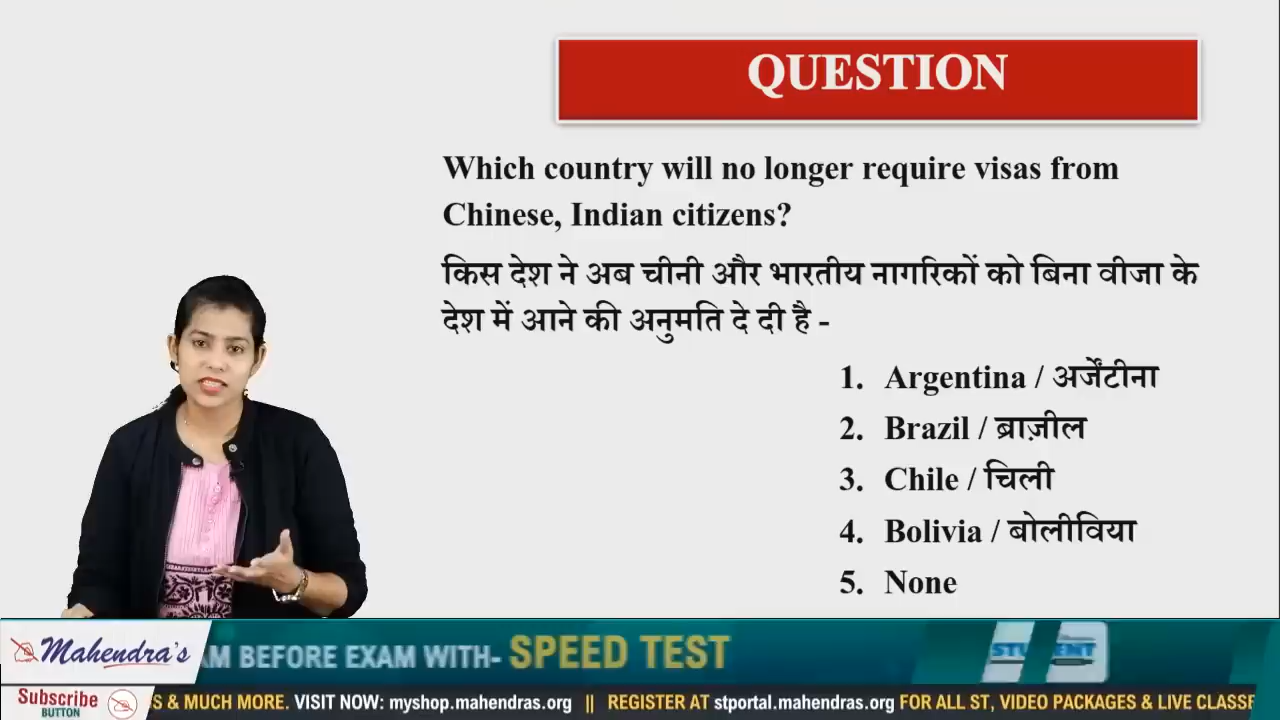 QUESTION
Which country will no longer require visas from
Chinese, Indian citizens?
किस देश ने अब चीनी और भारतीय नागरिकों को बिना वीजा के
देश में आने की अनुमति दे दी है -
1. Argentina / अर्जेंटीना
2. Brazil / ब्राज़ील
3. Chile / चिली
4. Bolivia / बोलीविया
5. None
Mahendra's
AM BEFORE EXAM WITH- SPEED TEST
Subscribe
BUTTON
S & MUCH MORE. VISIT NOW: myshop.mahendras.org || REGISTER AT stportal.mahendras.org FOR ALL ST, VIDEO PACKAGES & LIVE CLASSE